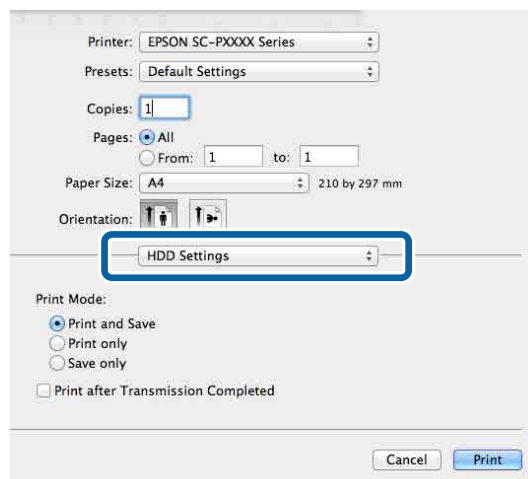 Printer: EPSON SC-PXXXX Series
Presets: Default Settings
Copies: 1
Pages: All
From: 1 to: 1
Paper Size: A4 210 by 297 mm
Orientation:
HDD Settings
Print Mode:
Print and Save
Print only
Save only
Print after Transmission Completed
Cancel Print